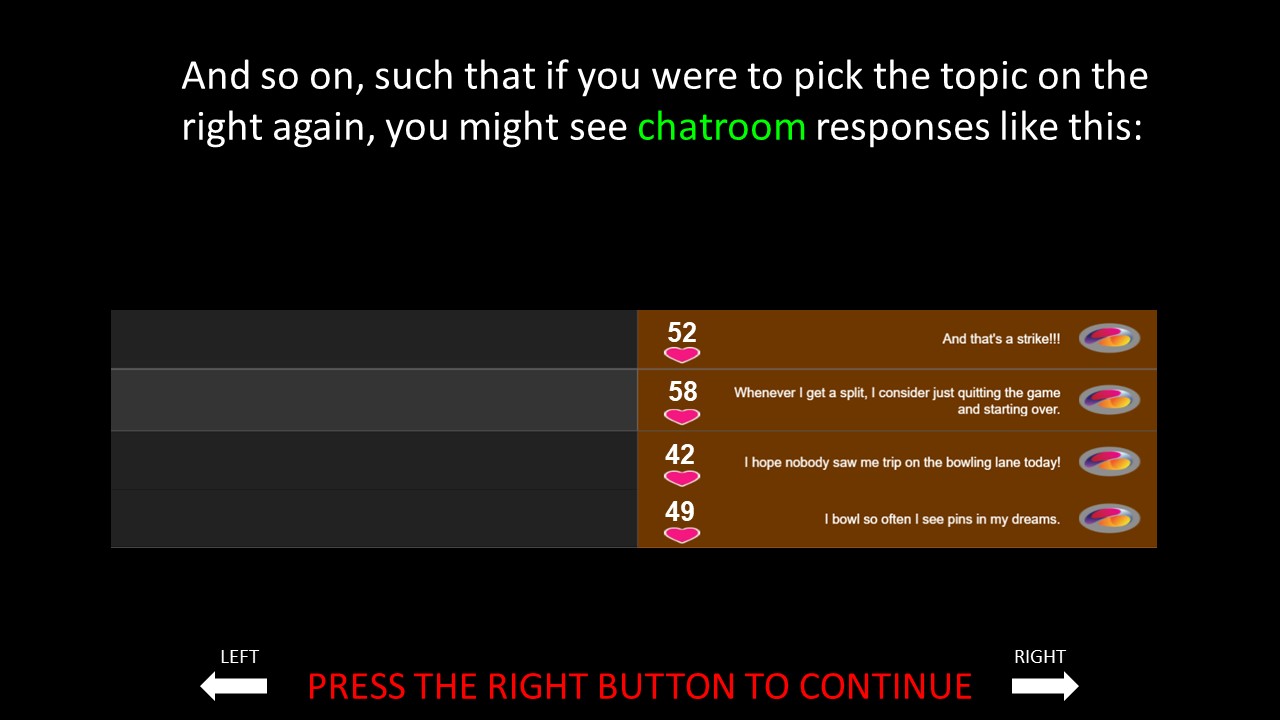 And so on, such that if you were to pick the topic on the
right again, you might see chatroom responses like this:
52
And that's a strike!!!
58
Whenever I get a split, I consider just quitting the game
and starting over.
42
I hope nobody saw me trip on the bowling lane today!
49
I bowl so often I see pins in my dreams.
LEFT
RIGHT
PRESS THE RIGHT BUTTON TO CONTINUE